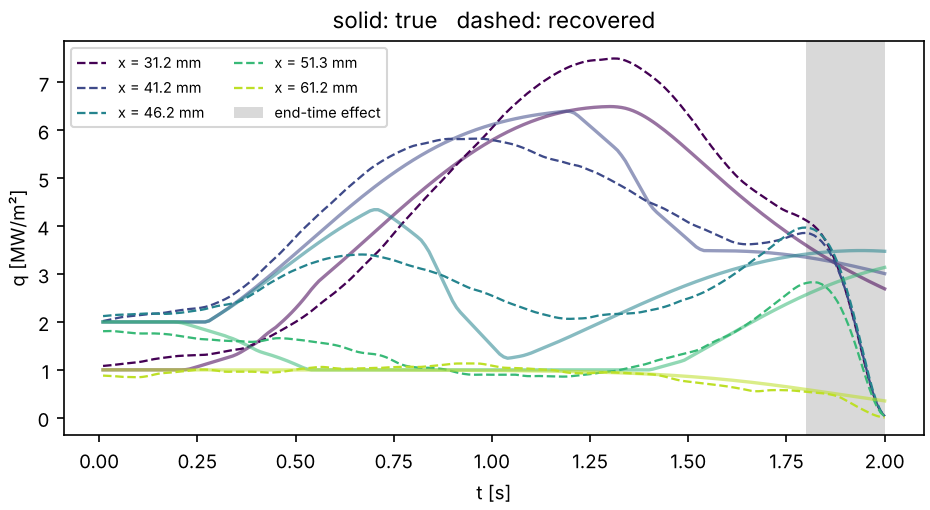 solid: true   dashed: recovered
x = 31.2 mm
x = 41.2 mm
x = 46.2 mm
x = 51.3 mm
x = 61.2 mm
end-time effect
q [MW/m²]
7
6
5
4
3
2
1
0
0.00 0.25 0.50 0.75 1.00 1.25 1.50 1.75 2.00
t [s]